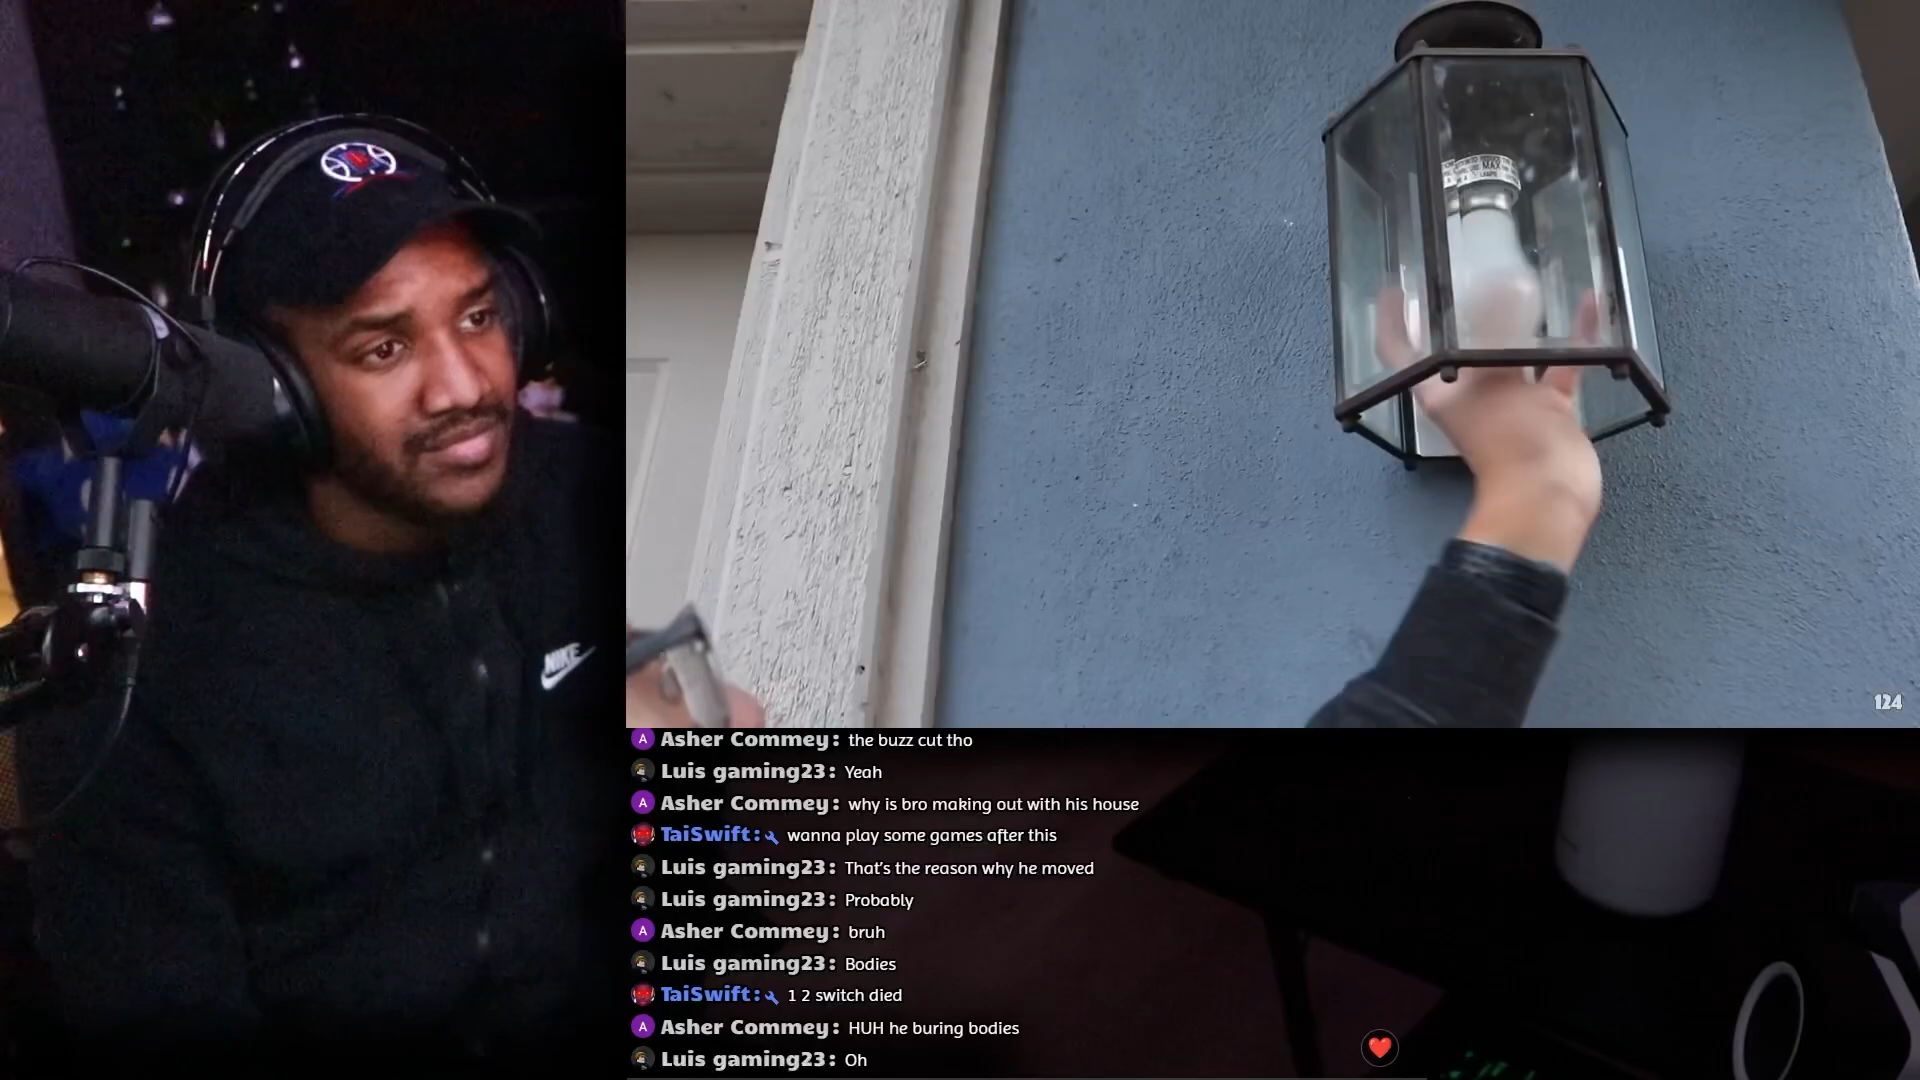 NIKE
MAX
124
A Asher Commey: the buzz cut tho
Luis gaming23: Yeah
A Asher Commey: why is bro making out with his house
TaiSwift: wanna play some games after this
Luis gaming23: That's the reason why he moved
Luis gaming23: Probably
A Asher Commey: bruh
Luis gaming23: Bodies
TaiSwift: 1 2 switch died
A Asher Commey: HUH he buring bodies
Luis gaming23: Oh